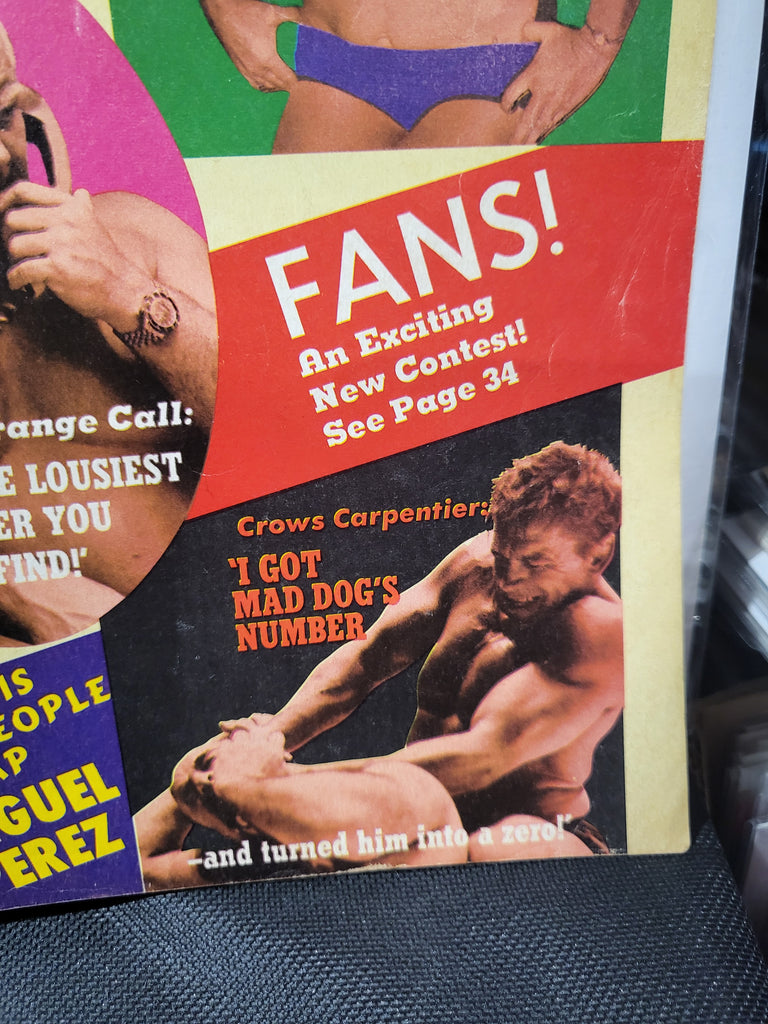 FANS!
An Exciting
New Contest!
See Page 34
range Call:
E LOUSIEST
ER YOU
FIND!'
Crows Carpentier:
'I GOT
MAD DOG'S
NUMBER
—and turned him into a zero!'
IS
EOPLE
AP
GUEL
EREZ